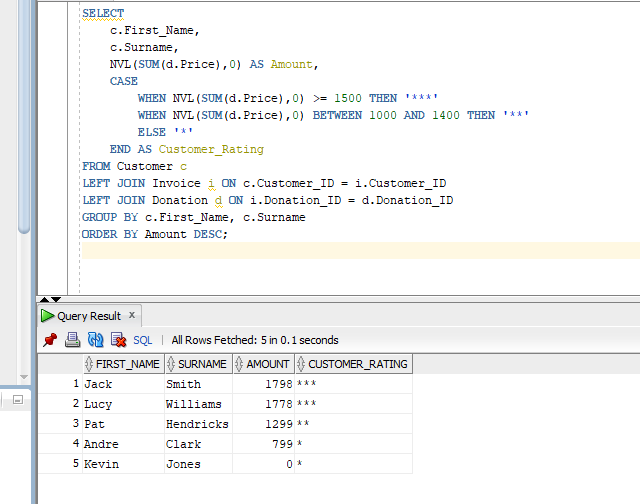 SELECT
c.First_Name,
c.Surname,
NVL(SUM(d.Price),0) AS Amount,
CASE
WHEN NVL(SUM(d.Price),0) >= 1500 THEN '***'
WHEN NVL(SUM(d.Price),0) BETWEEN 1000 AND 1400 THEN '**'
ELSE '*'
END AS Customer_Rating
FROM Customer c
LEFT JOIN Invoice i ON c.Customer_ID = i.Customer_ID
LEFT JOIN Donation d ON i.Donation_ID = d.Donation_ID
GROUP BY c.First_Name, c.Surname
ORDER BY Amount DESC;
Query Result x
SQL | All Rows Fetched: 5 in 0.1 seconds
FIRST_NAME SURNAME AMOUNT CUSTOMER_RATING
1 Jack Smith 1798 ***
2 Lucy Williams 1778 ***
3 Pat Hendricks 1299 **
4 Andre Clark 799 *
5 Kevin Jones 0 *